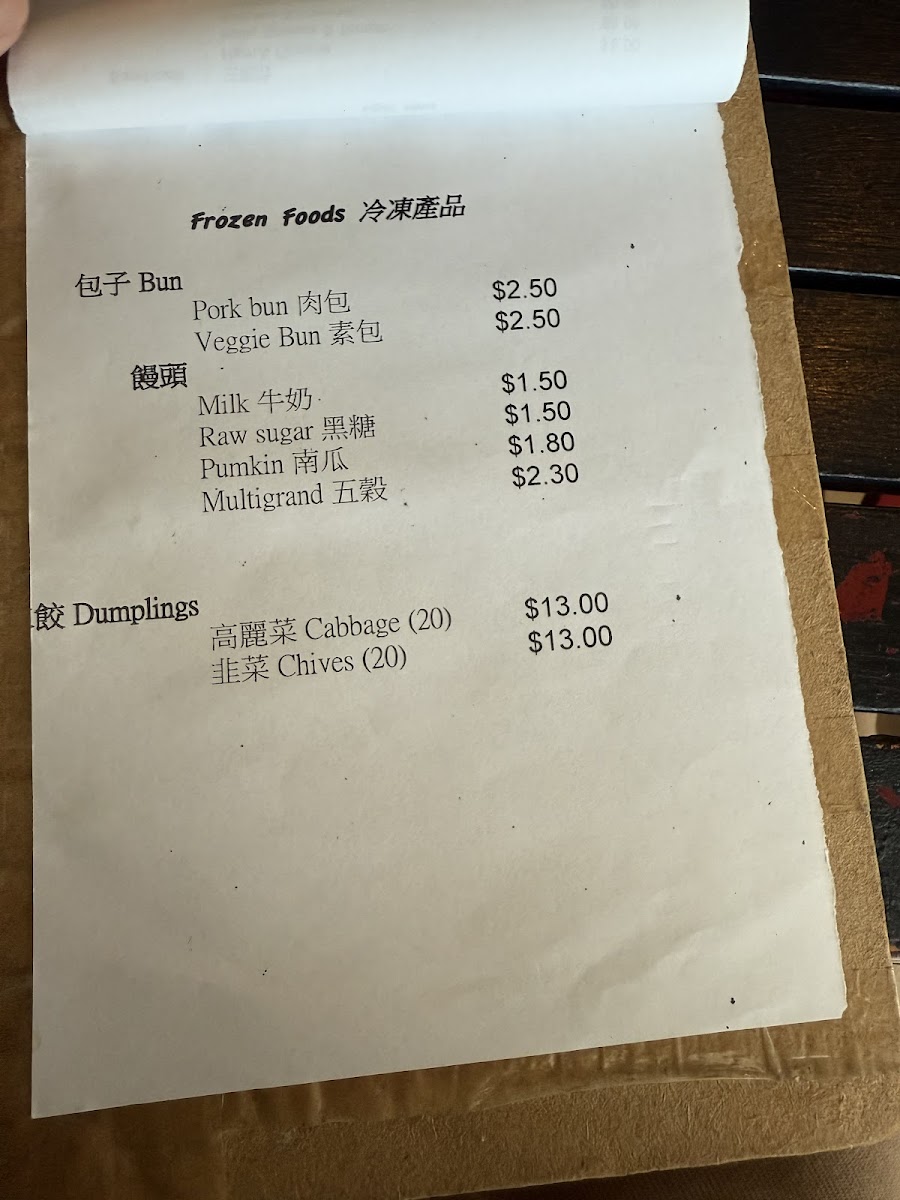 Frozen Foods 冷凍產品
包子 Bun
Pork bun 肉包 $2.50
Veggie Bun 素包 $2.50
饅頭
Milk 牛奶 $1.50
Raw sugar 黑糖 $1.50
Pumkin 南瓜 $1.80
Multigrand 五穀 $2.30
餃 Dumplings
高麗菜 Cabbage (20) $13.00
韭菜 Chives (20) $13.00